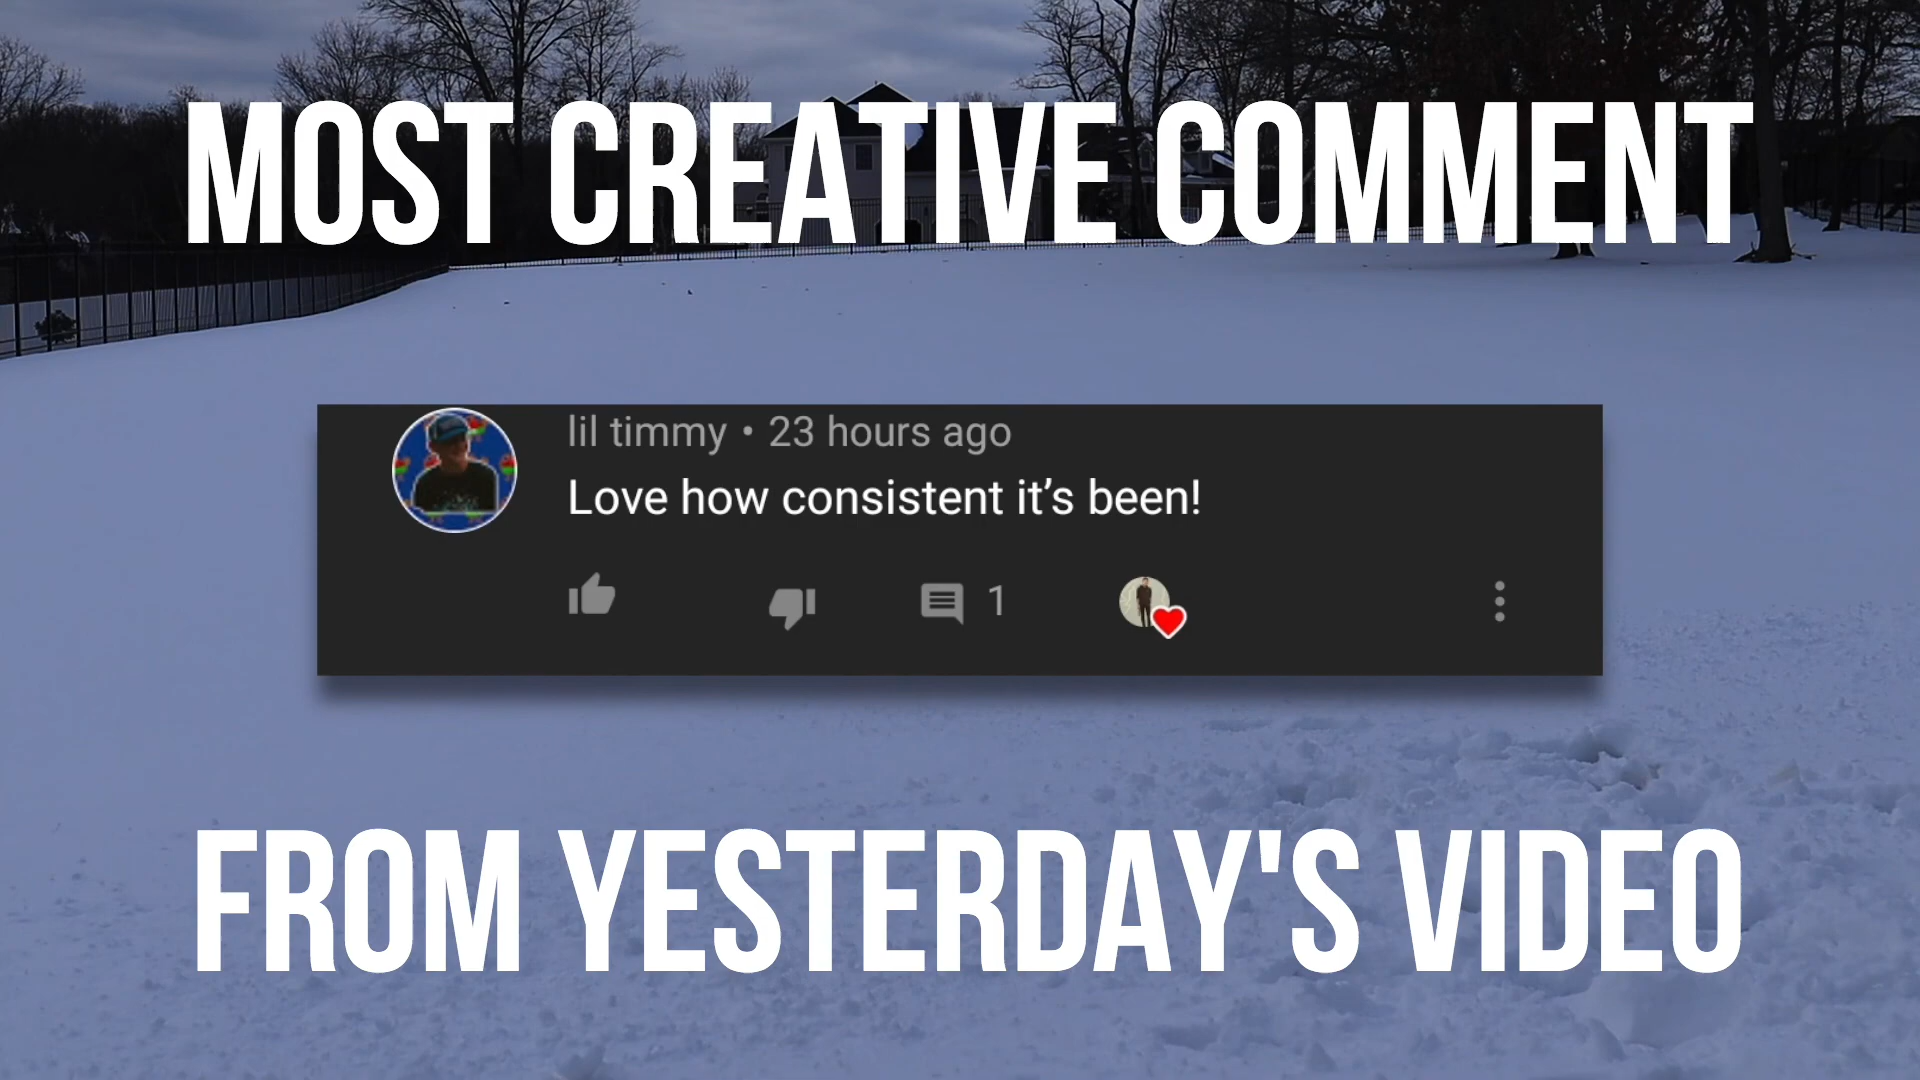 MOST CREATIVE COMMENT
lil timmy • 23 hours ago
Love how consistent it’s been!
1
FROM YESTERDAY'S VIDEO